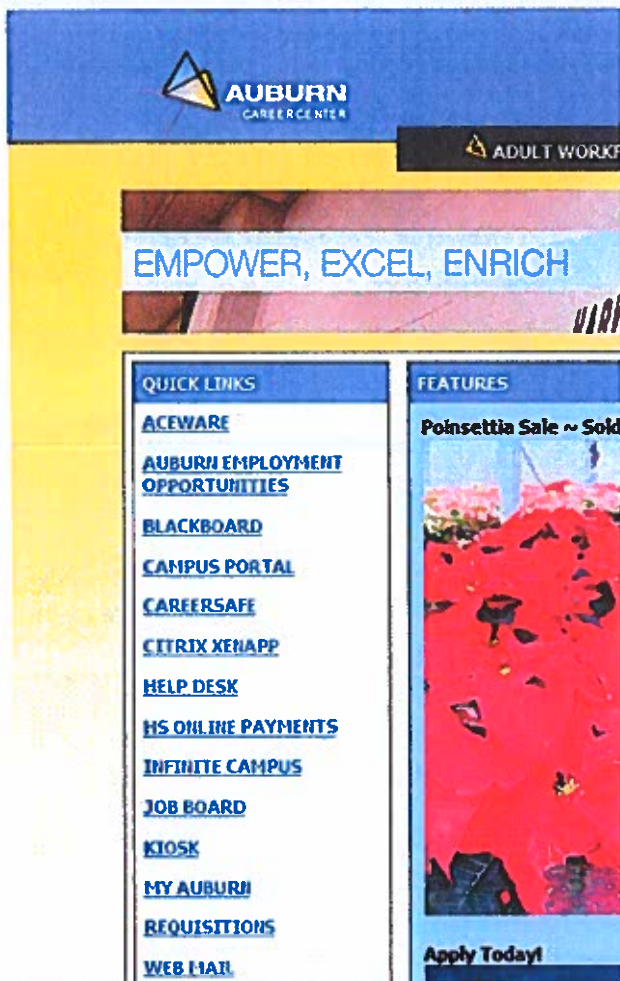 AUBURN
CAREER CENTER
ADULT WORKF
EMPOWER, EXCEL, ENRICH
QUICK LINKS
ACEWARE
AUBURN EMPLOYMENT
OPPORTUNITIES
BLACKBOARD
CAMPUS PORTAL
CAREERSAFE
CITRIX XENAPP
HELP DESK
HS ONLINE PAYMENTS
INFINITE CAMPUS
JOB BOARD
KIOSK
MY AUBURN
REQUISITIONS
WEB MAIL
FEATURES
Poinsettia Sale ~ Sold
Apply Today!